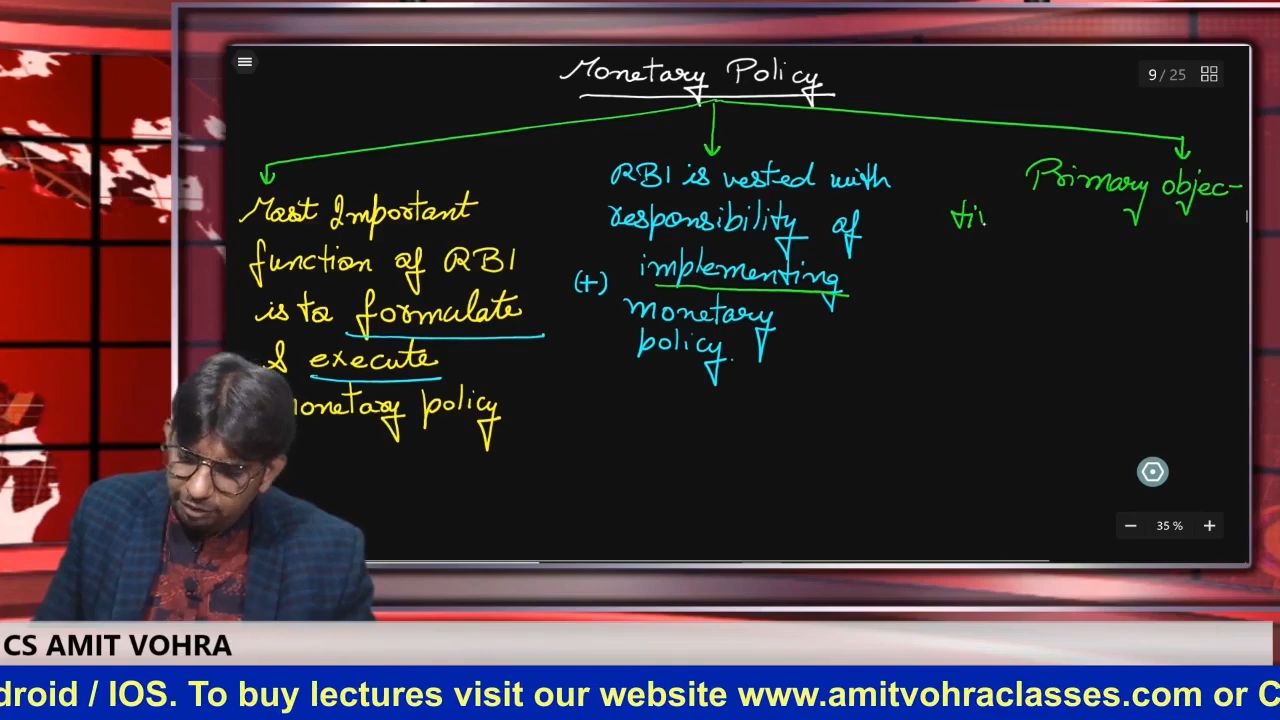 Monetary Policy
9 / 25
Most Important
function of RBI
is to formulate
& execute
monetary policy
RBI is vested with
responsibility of
(+) implementing
monetary
policy.
Primary objec-
ti
35 %
CS AMIT VOHRA
droid / IOS. To buy lectures visit our website www.amitvohraclasses.com or C